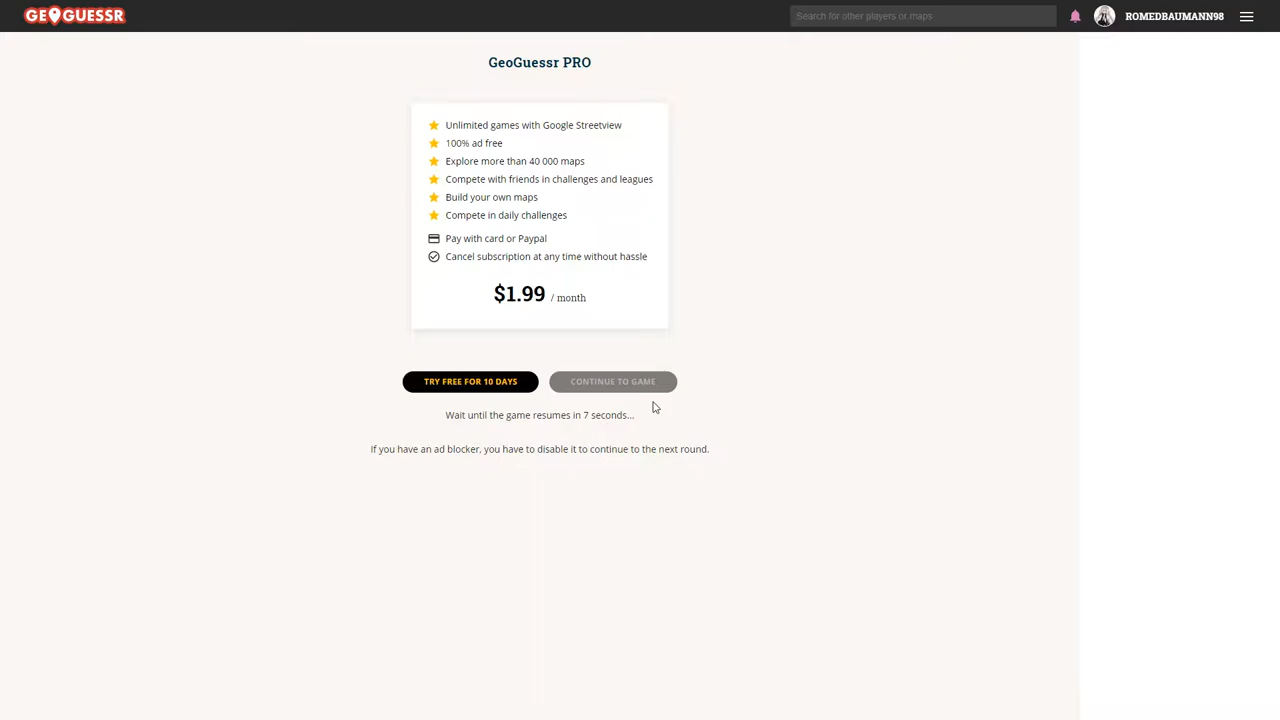 GEOGUESSR
Search for other players or maps
ROMEDBAUMANN98
GeoGuessr PRO
Unlimited games with Google Streetview
100% ad free
Explore more than 40 000 maps
Compete with friends in challenges and leagues
Build your own maps
Compete in daily challenges
Pay with card or Paypal
Cancel subscription at any time without hassle
$1.99 / month
TRY FREE FOR 10 DAYS
CONTINUE TO GAME
Wait until the game resumes in 7 seconds...
If you have an ad blocker, you have to disable it to continue to the next round.